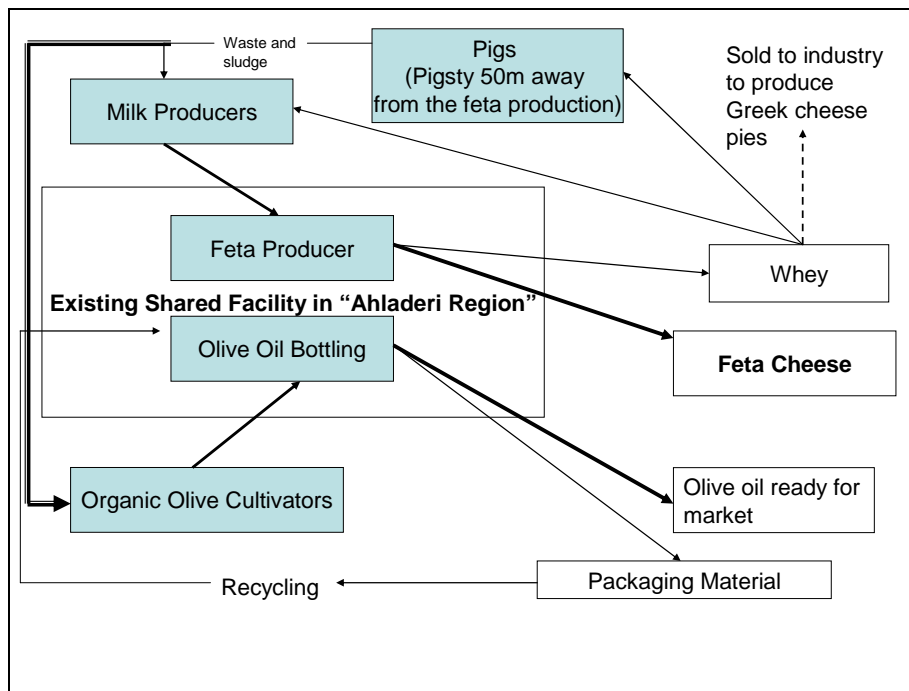 Waste and
sludge
Pigs
(Pigsty 50m away
from the feta production)
Sold to industry
to produce
Greek cheese
pies
Milk Producers
Feta Producer
Whey
Existing Shared Facility in “Ahladeri Region”
Olive Oil Bottling
Feta Cheese
Organic Olive Cultivators
Olive oil ready for
market
Recycling
Packaging Material